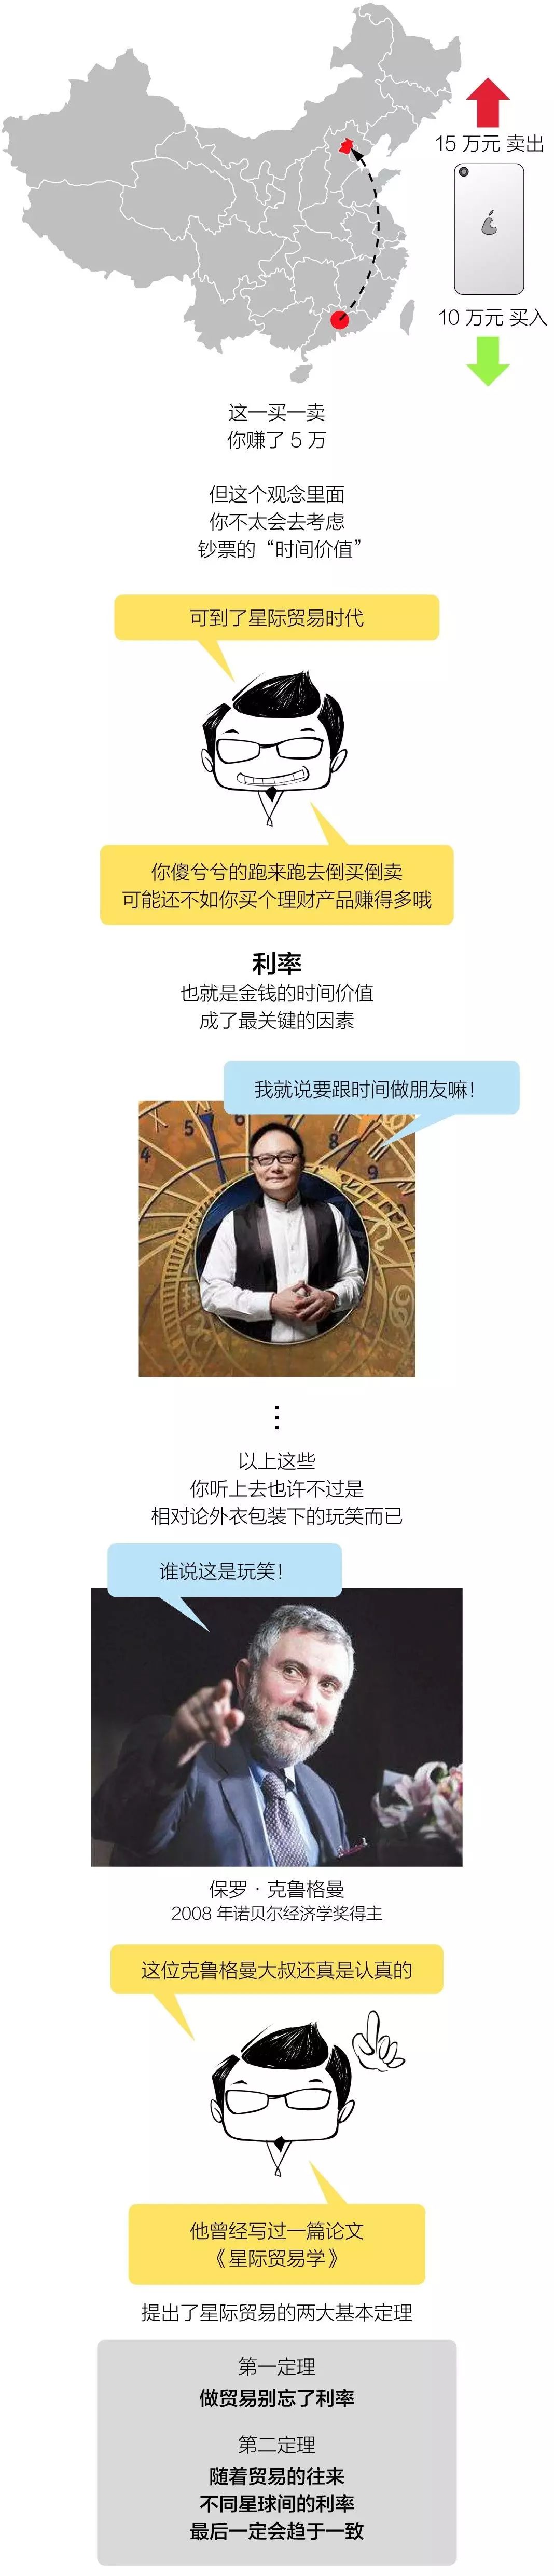 15 万元 卖出
10 万元 买入
这一买一卖
你赚了 5 万
但这个观念里面
你不太会去考虑
钞票的“时间价值”
可到了星际贸易时代
你傻兮兮的跑来跑去倒买倒卖
可能还不如你买个理财产品赚得多哦
利率
也就是金钱的时间价值
成了最关键的因素
我就说要跟时间做朋友嘛！
4
5
6
7
8
9
以上这些
你听上去也许不过是
相对论外衣包装下的玩笑而已
谁说这是玩笑！
保罗 · 克鲁格曼
2008 年诺贝尔经济学奖得主
这位克鲁格曼大叔还真是认真的
他曾经写过一篇论文
《星际贸易学》
提出了星际贸易的两大基本定理
第一定理
做贸易别忘了利率
第二定理
随着贸易的往来
不同星球间的利率
最后一定会趋于一致